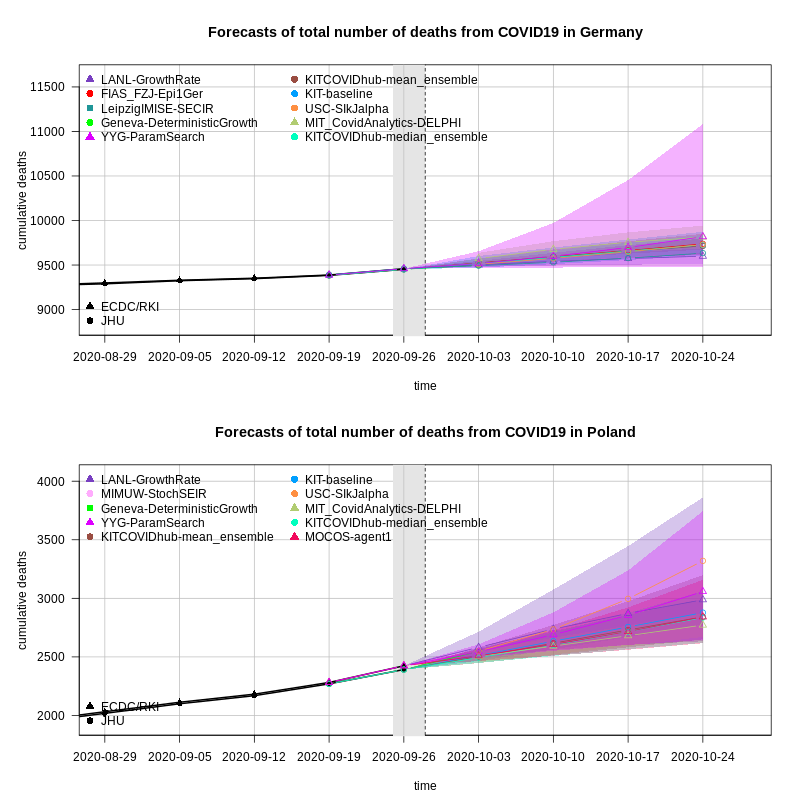 Forecasts of total number of deaths from COVID19 in Germany
cumulative deaths
11500
11000
10500
10000
9500
9000
LANL-GrowthRate
FIAS_FZJ-Epi1Ger
LeipzigIMISE-SECIR
Geneva-DeterministicGrowth
YYG-ParamSearch
KITCOVIDhub-mean_ensemble
KIT-baseline
USC-SIkJalpha
MIT_CovidAnalytics-DELPHI
KITCOVIDhub-median_ensemble
ECDC/RKI
JHU
2020-08-29 2020-09-05 2020-09-12 2020-09-19 2020-09-26 2020-10-03 2020-10-10 2020-10-17 2020-10-24
time
Forecasts of total number of deaths from COVID19 in Poland
cumulative deaths
4000
3500
3000
2500
2000
LANL-GrowthRate
MIMUW-StochSEIR
Geneva-DeterministicGrowth
YYG-ParamSearch
KITCOVIDhub-mean_ensemble
KIT-baseline
USC-SIkJalpha
MIT_CovidAnalytics-DELPHI
KITCOVIDhub-median_ensemble
MOCOS-agent1
ECDC/RKI
JHU
2020-08-29 2020-09-05 2020-09-12 2020-09-19 2020-09-26 2020-10-03 2020-10-10 2020-10-17 2020-10-24
time